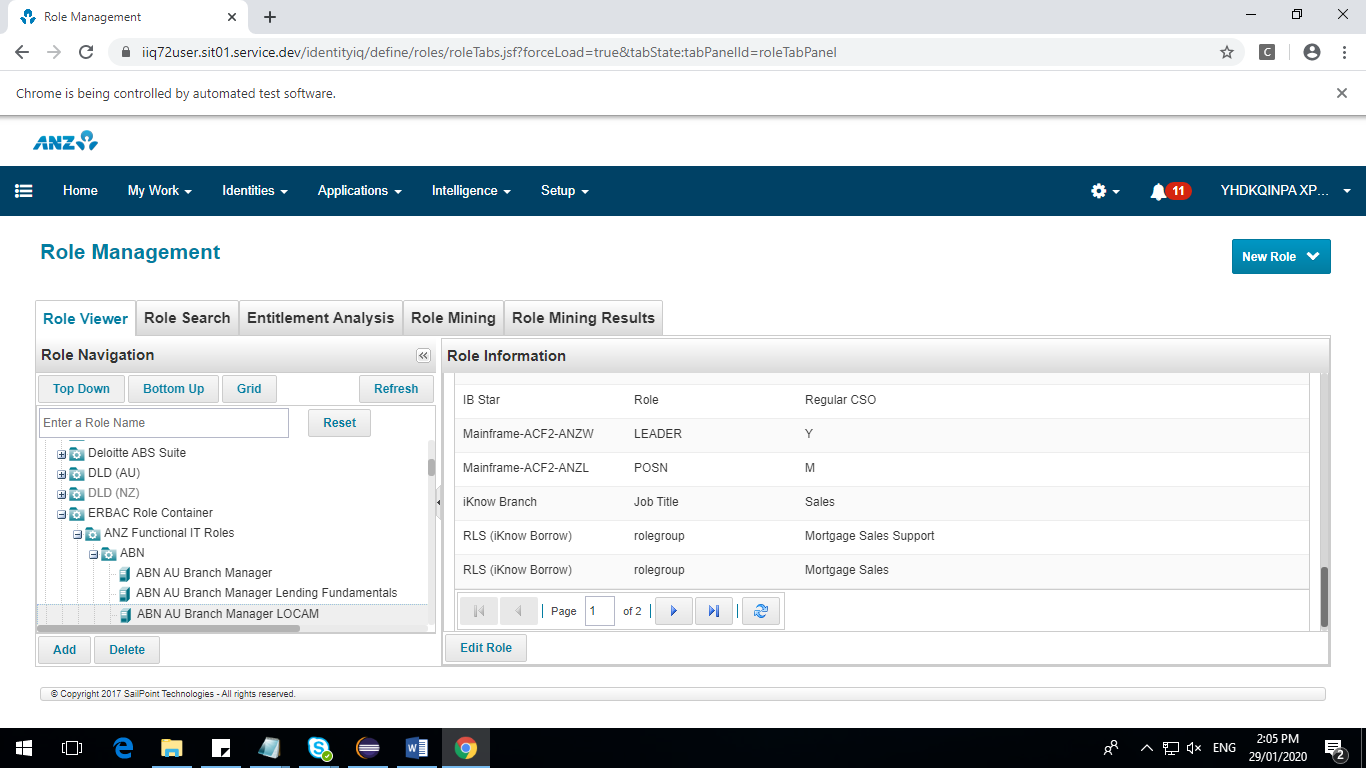 Role Management
iiq72user.sit01.service.dev/identityiq/define/roles/roleTabs.jsf?forceLoad=true&tabState:tabPanelId=roleTabPanel
C
Chrome is being controlled by automated test software.
ANZ
Home My Work Identities Applications Intelligence Setup 11 YHDKQINPA XP...
Role Management
New Role
Role Viewer Role Search Entitlement Analysis Role Mining Role Mining Results
Role Navigation
Top Down Bottom Up Grid Refresh
Enter a Role Name Reset
Deloitte ABS Suite
DLD (AU)
DLD (NZ)
ERBAC Role Container
ANZ Functional IT Roles
ABN
ABN AU Branch Manager
ABN AU Branch Manager Lending Fundamentals
ABN AU Branch Manager LOCAM
Add Delete
Role Information
IB Star Role Regular CSO
Mainframe-ACF2-ANZW LEADER Y
Mainframe-ACF2-ANZL POSN M
iKnow Branch Job Title Sales
RLS (iKnow Borrow) rolegroup Mortgage Sales Support
RLS (iKnow Borrow) rolegroup Mortgage Sales
Page 1 of 2
Edit Role
© Copyright 2017 SailPoint Technologies - All rights reserved.
ENG
2:05 PM
29/01/2020
2